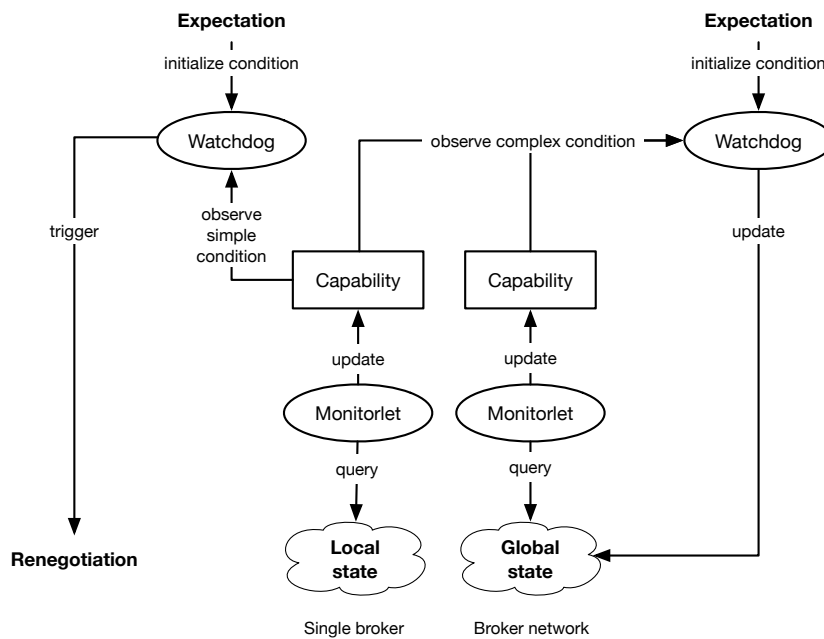 Expectation
Expectation
initialize condition
initialize condition
Watchdog
observe complex condition
Watchdog
trigger
observe
simple
condition
update
Capability
Capability
update
update
Monitorlet
Monitorlet
query
query
Renegotiation
Local
state
Global
state
Single broker
Broker network